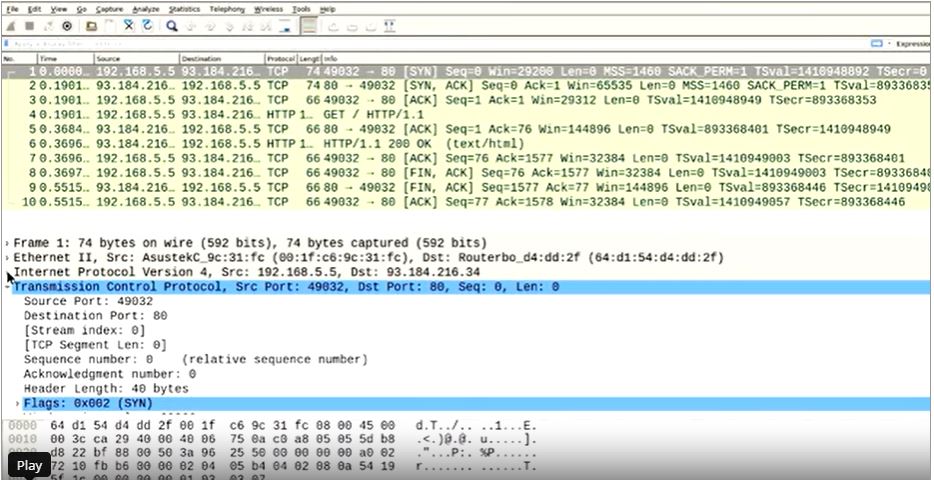 File Edit View Go Capture Analyze Statistics Telephony Wireless Tools Help
Expression
No. Time Source Destination Protocol Length Info
1 0.0000… 192.168.5.5 93.184.216… TCP 74 49032 → 80 [SYN] Seq=0 Win=29200 Len=0 MSS=1460 SACK_PERM=1 TSval=1410948892 TSecr=0
2 0.1901… 93.184.216… 192.168.5.5 TCP 74 80 → 49032 [SYN, ACK] Seq=0 Ack=1 Win=65535 Len=0 MSS=1460 SACK_PERM=1 TSval=8933683
3 0.1901… 192.168.5.5 93.184.216… TCP 66 49032 → 80 [ACK] Seq=1 Ack=1 Win=29312 Len=0 TSval=1410948949 TSecr=893368353
4 0.1901… 192.168.5.5 93.184.216… HTTP 1… GET / HTTP/1.1
5 0.3684… 93.184.216… 192.168.5.5 TCP 66 80 → 49032 [ACK] Seq=1 Ack=76 Win=144896 Len=0 TSval=893368401 TSecr=1410948949
6 0.3696… 93.184.216… 192.168.5.5 HTTP 1… HTTP/1.1 200 OK (text/html)
7 0.3696… 192.168.5.5 93.184.216… TCP 66 49032 → 80 [ACK] Seq=76 Ack=1577 Win=32384 Len=0 TSval=1410949003 TSecr=893368401
8 0.3697… 192.168.5.5 93.184.216… TCP 66 49032 → 80 [FIN, ACK] Seq=76 Ack=1577 Win=32384 Len=0 TSval=1410949003 TSecr=8933684
9 0.5515… 93.184.216… 192.168.5.5 TCP 66 80 → 49032 [FIN, ACK] Seq=1577 Ack=77 Win=144896 Len=0 TSval=893368446 TSecr=1410949
10 0.5515… 192.168.5.5 93.184.216… TCP 66 49032 → 80 [ACK] Seq=77 Ack=1578 Win=32384 Len=0 TSval=1410949057 TSecr=893368446
Frame 1: 74 bytes on wire (592 bits), 74 bytes captured (592 bits)
Ethernet II, Src: AsustekC_9c:31:fc (00:1f:c6:9c:31:fc), Dst: Routerbo_d4:dd:2f (64:d1:54:d4:dd:2f)
Internet Protocol Version 4, Src: 192.168.5.5, Dst: 93.184.216.34
Transmission Control Protocol, Src Port: 49032, Dst Port: 80, Seq: 0, Len: 0
Source Port: 49032
Destination Port: 80
[Stream index: 0]
[TCP Segment Len: 0]
Sequence number: 0 (relative sequence number)
Acknowledgment number: 0
Header Length: 40 bytes
Flags: 0x002 (SYN)
0000 64 d1 54 d4 dd 2f 00 1f c6 9c 31 fc 08 00 45 00 d.T../.. ..1...E.
0010 00 3c ca 29 40 00 40 06 75 0a c0 a8 05 05 5d b8 .<.)@.@. u.....].
d8 22 bf 88 00 50 3a 96 25 50 00 00 00 00 a0 02 ."...P:. %P......
72 10 fb b6 00 00 02 04 05 b4 04 02 08 0a 54 19 r....... ......T.
Play